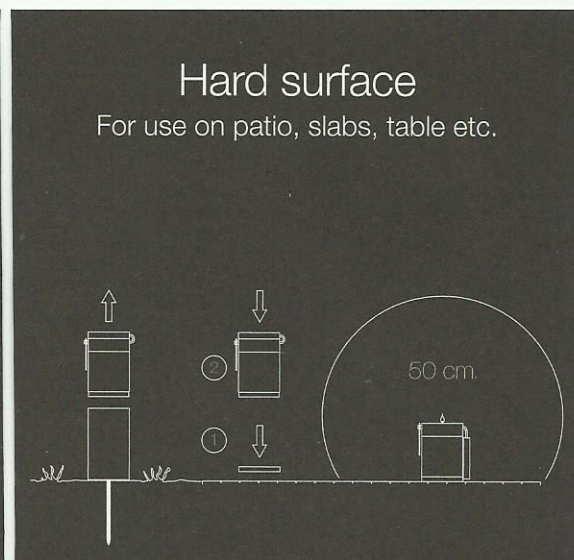 Hard surface
For use on patio, slabs, table etc.
2
50 cm.
1